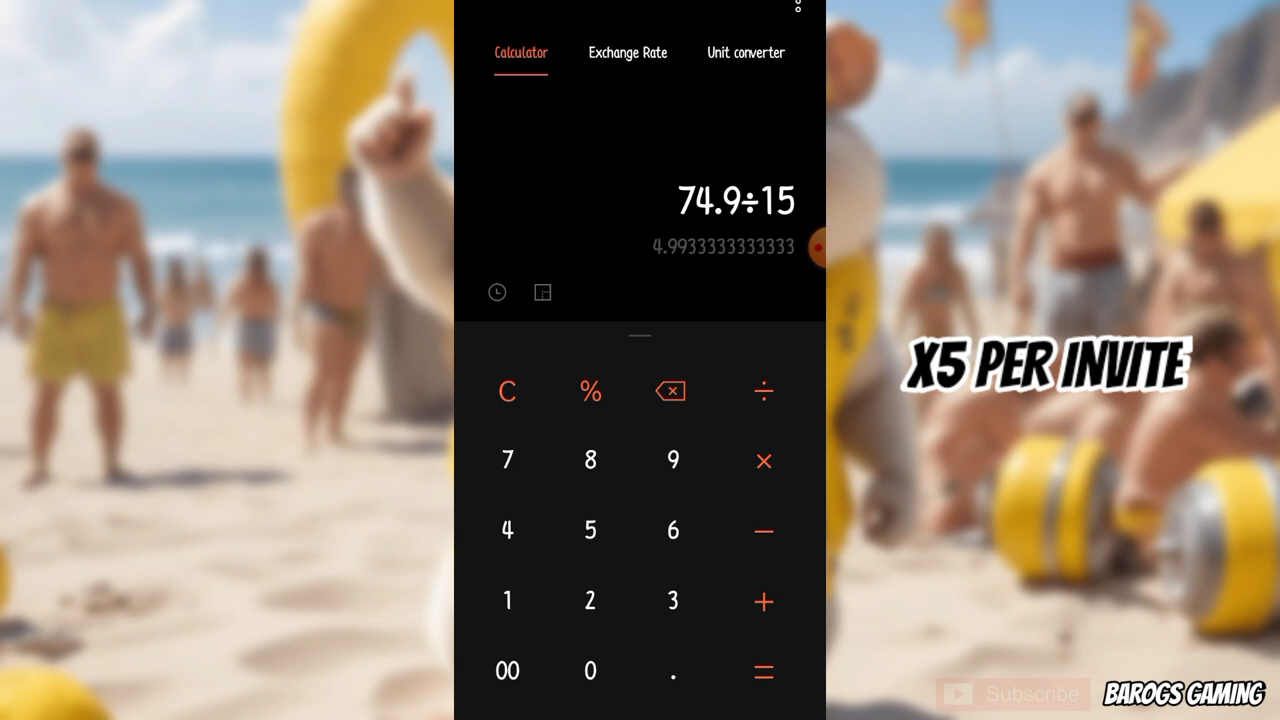 Calculator Exchange Rate Unit converter
74.9÷15
4.9933333333333
C % ÷
7 8 9 ×
4 5 6 −
1 2 3 +
00 0 . =
X5 PER INVITE
Subscribe
BAROGS GAMING